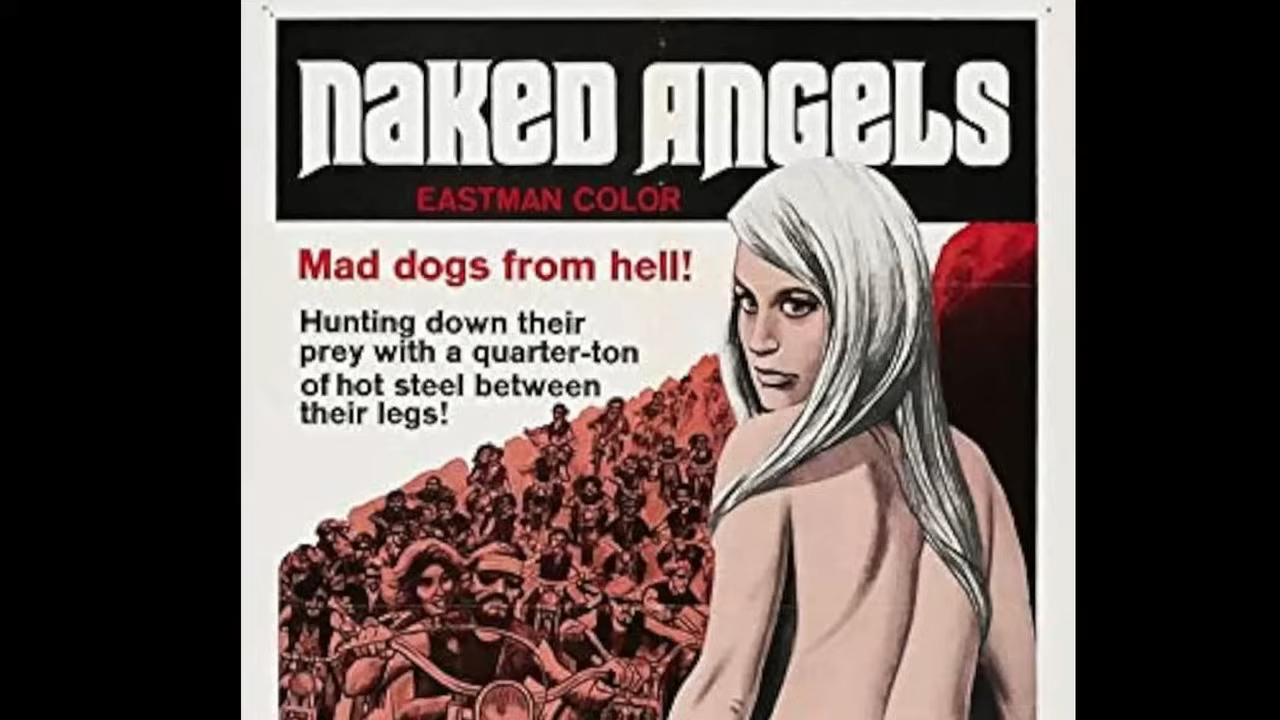 NAKED ANGELS
EASTMAN COLOR
Mad dogs from hell!
Hunting down their
prey with a quarter-ton
of hot steel between
their legs!